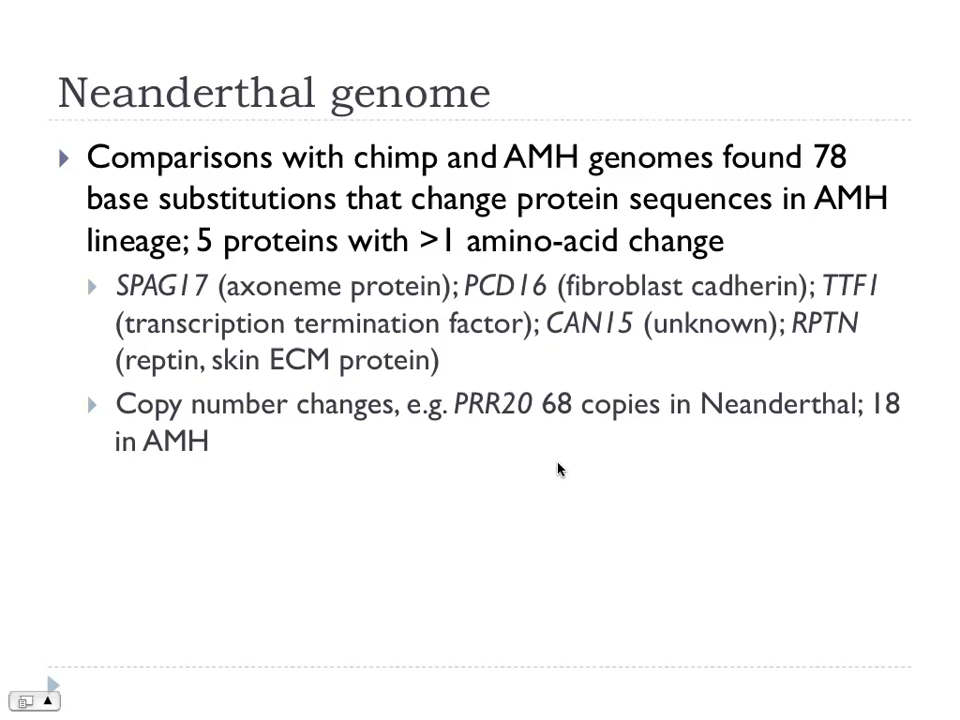 Neanderthal genome
Comparisons with chimp and AMH genomes found 78
base substitutions that change protein sequences in AMH
lineage; 5 proteins with >1 amino-acid change
SPAG17 (axoneme protein); PCD16 (fibroblast cadherin); TTF1
(transcription termination factor); CAN15 (unknown); RPTN
(reptin, skin ECM protein)
Copy number changes, e.g. PRR20 68 copies in Neanderthal; 18
in AMH